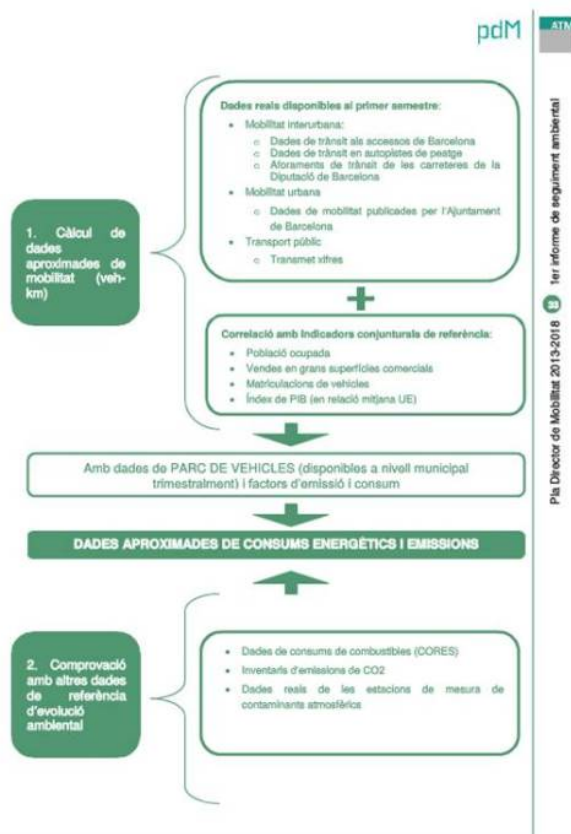 pdM
ATM
Dades reals disponibles al primer semestre:
• Mobilitat interurbana:
o Dades de trànsit als accessos de Barcelona
o Dades de trànsit en autopistes de peatge
o Aforaments de trànsit de les carreteres de la
Diputació de Barcelona
• Mobilitat urbana
o Dades de mobilitat publicades per l'Ajuntament
de Barcelona
• Transport públic
o Transmet xifres
1. Càlcul de
dades
aproximades de
mobilitat (veh-
km)
Correlació amb Indicadors conjunturals de referència:
• Població ocupada
• Vendes en grans superfícies comercials
• Matriculacions de vehicles
• Índex de PIB (en relació mitjana UE)
Amb dades de PARC DE VEHICLES (disponibles a nivell municipal
trimestralment) i factors d'emissió i consum
DADES APROXIMADES DE CONSUMS ENERGÈTICS I EMISSIONS
2. Comprovació
amb altres dades
de referència
d'evolució
ambiental
• Dades de consums de combustibles (CORES)
• Inventaris d'emissions de CO2
• Dades reals de les estacions de mesura de
contaminants atmosfèrics
Pla Director de Mobilitat 2013-2018 38 1er informe de seguiment ambiental